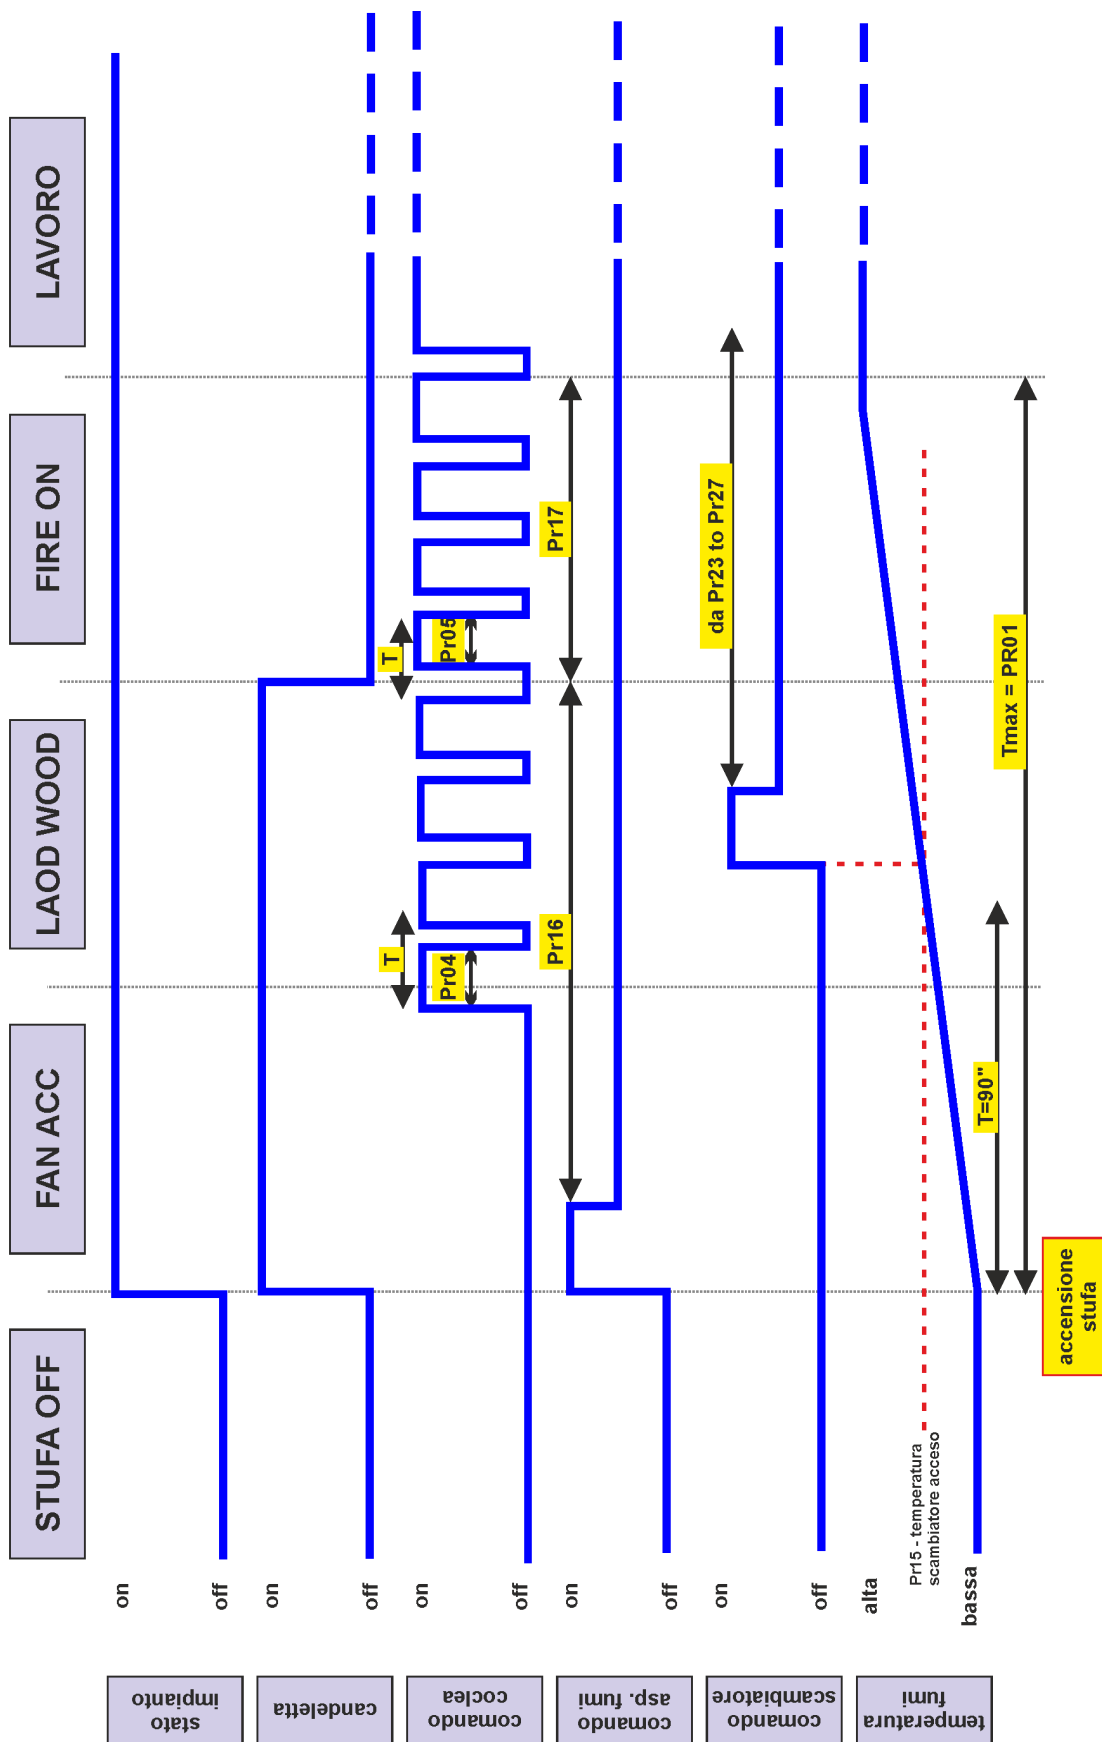 STUFA OFF
FAN ACC
LAOD WOOD
FIRE ON
LAVORO
stato
impianto
on
off
candeletta
on
off
comando
coclea
on
off
T
Pr04
T
Pr05
comando
asp. fumi
on
off
Pr16
Pr17
comando
scambiatore
on
off
da Pr23 to Pr27
temperatura
fumi
alta
Pr15 - temperatura
scambiatore acceso
bassa
T=90"
Tmax = PR01
accensione
stufa